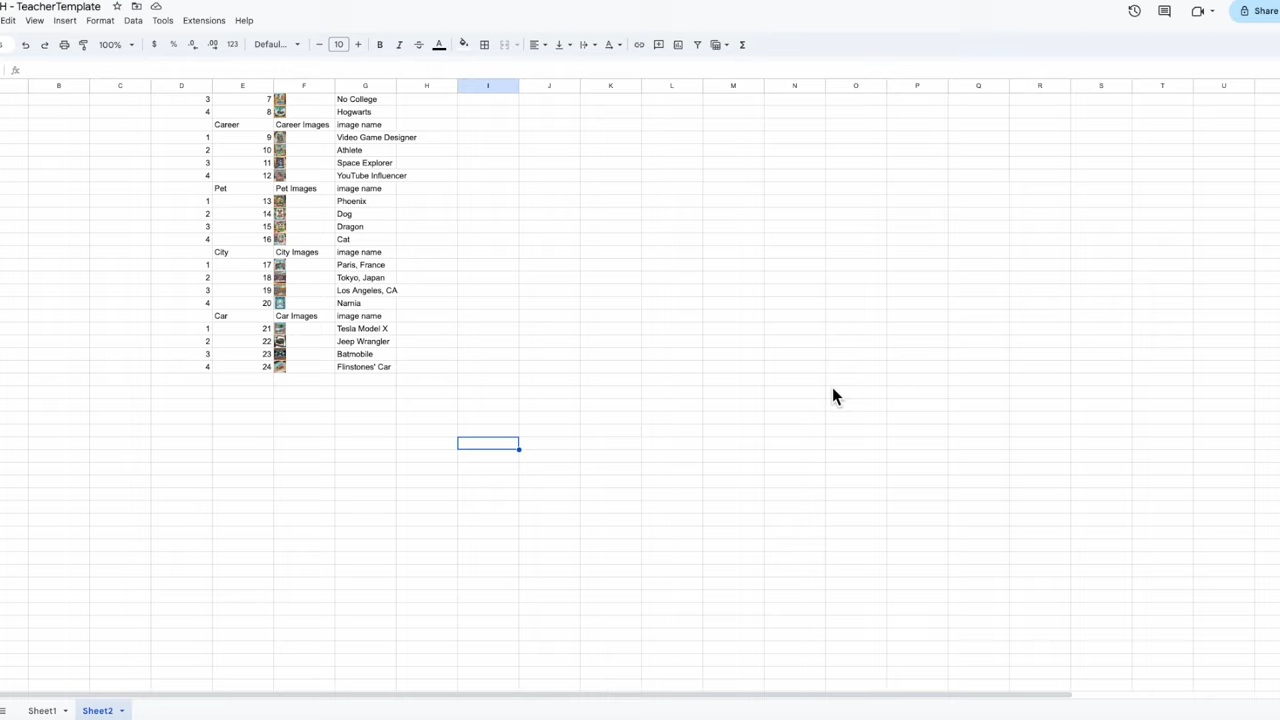 H - TeacherTemplate
Edit View Insert Format Data Tools Extensions Help
Share
100% $ % .0 .00 123 Defaul... 10 B I A
fx
B C D E F G H I J K L M N O P Q R S T U
3 7 No College
4 8 Hogwarts
Career Career Images image name
1 9 Video Game Designer
2 10 Athlete
3 11 Space Explorer
4 12 YouTube Influencer
Pet Pet Images image name
1 13 Phoenix
2 14 Dog
3 15 Dragon
4 16 Cat
City City Images image name
1 17 Paris, France
2 18 Tokyo, Japan
3 19 Los Angeles, CA
4 20 Narnia
Car Car Images image name
1 21 Tesla Model X
2 22 Jeep Wrangler
3 23 Batmobile
4 24 Flinstones' Car
Sheet1 Sheet2